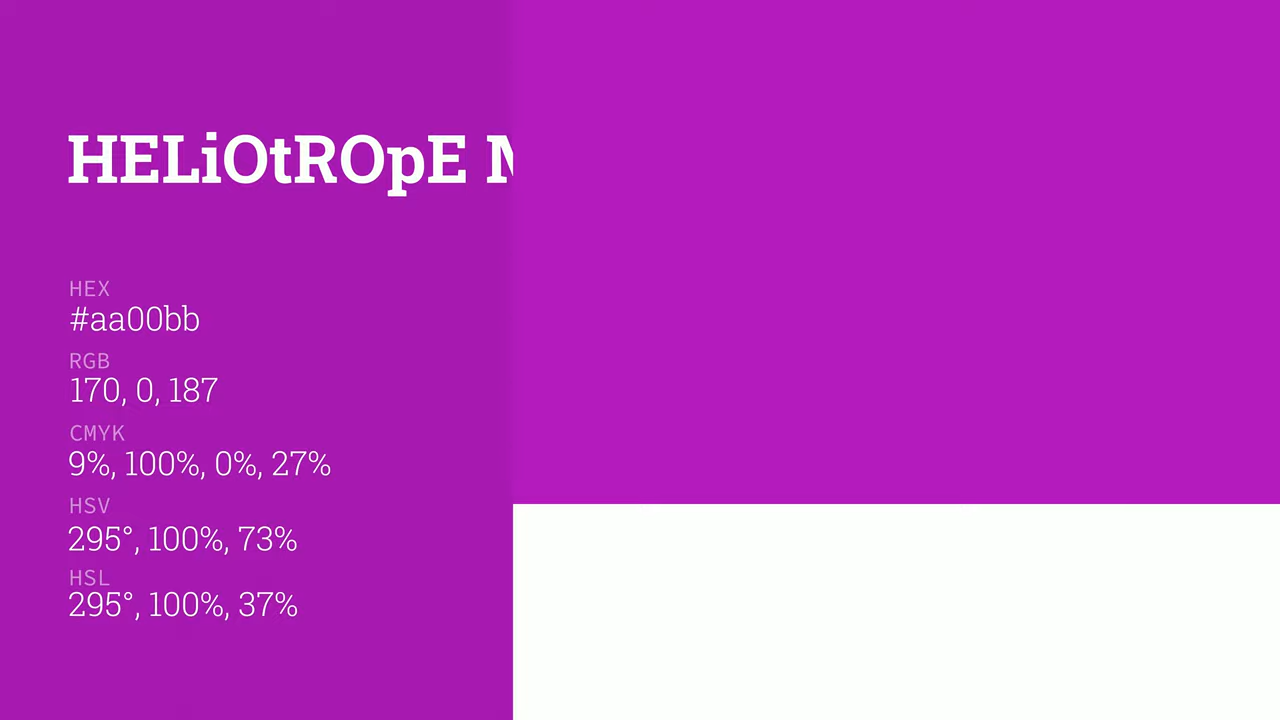 HELiOtROpE
HEX
#aa00bb
RGB
170, 0, 187
CMYK
9%, 100%, 0%, 27%
HSV
295°, 100%, 73%
HSL
295°, 100%, 37%